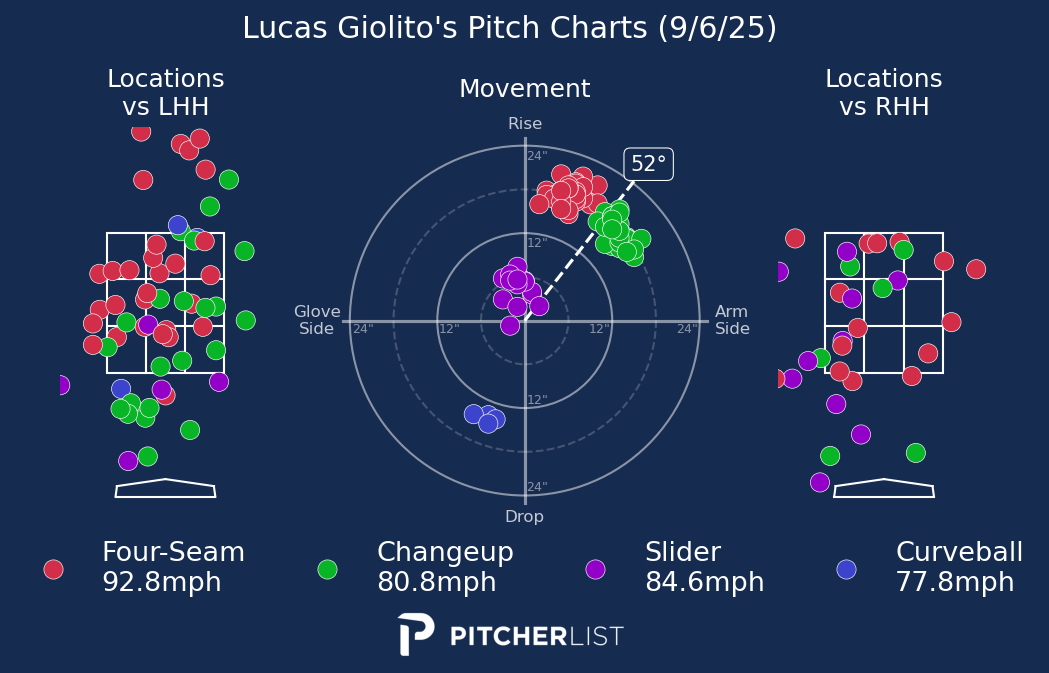 Lucas Giolito's Pitch Charts (9/6/25)
Locations
vs LHH
Movement
Locations
vs RHH
Rise
24"
52°
12"
Glove
Side
24"
12"
12"
24"
Arm
Side
12"
24"
Drop
Four-Seam
92.8mph
Changeup
80.8mph
Slider
84.6mph
Curveball
77.8mph
PITCHERLIST